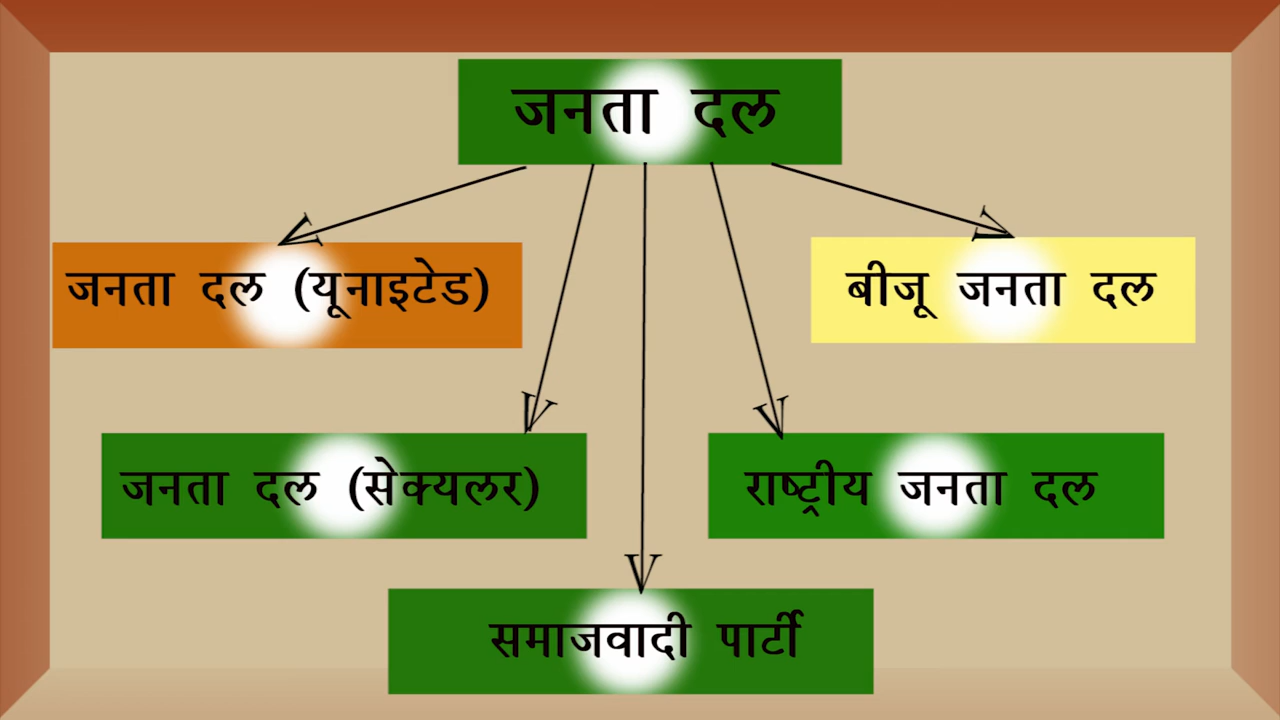 जनता दल
जनता दल (यूनाइटेड)
बीजू जनता दल
जनता दल (सेक्यलर)
राष्ट्रीय जनता दल
समाजवादी पार्टी